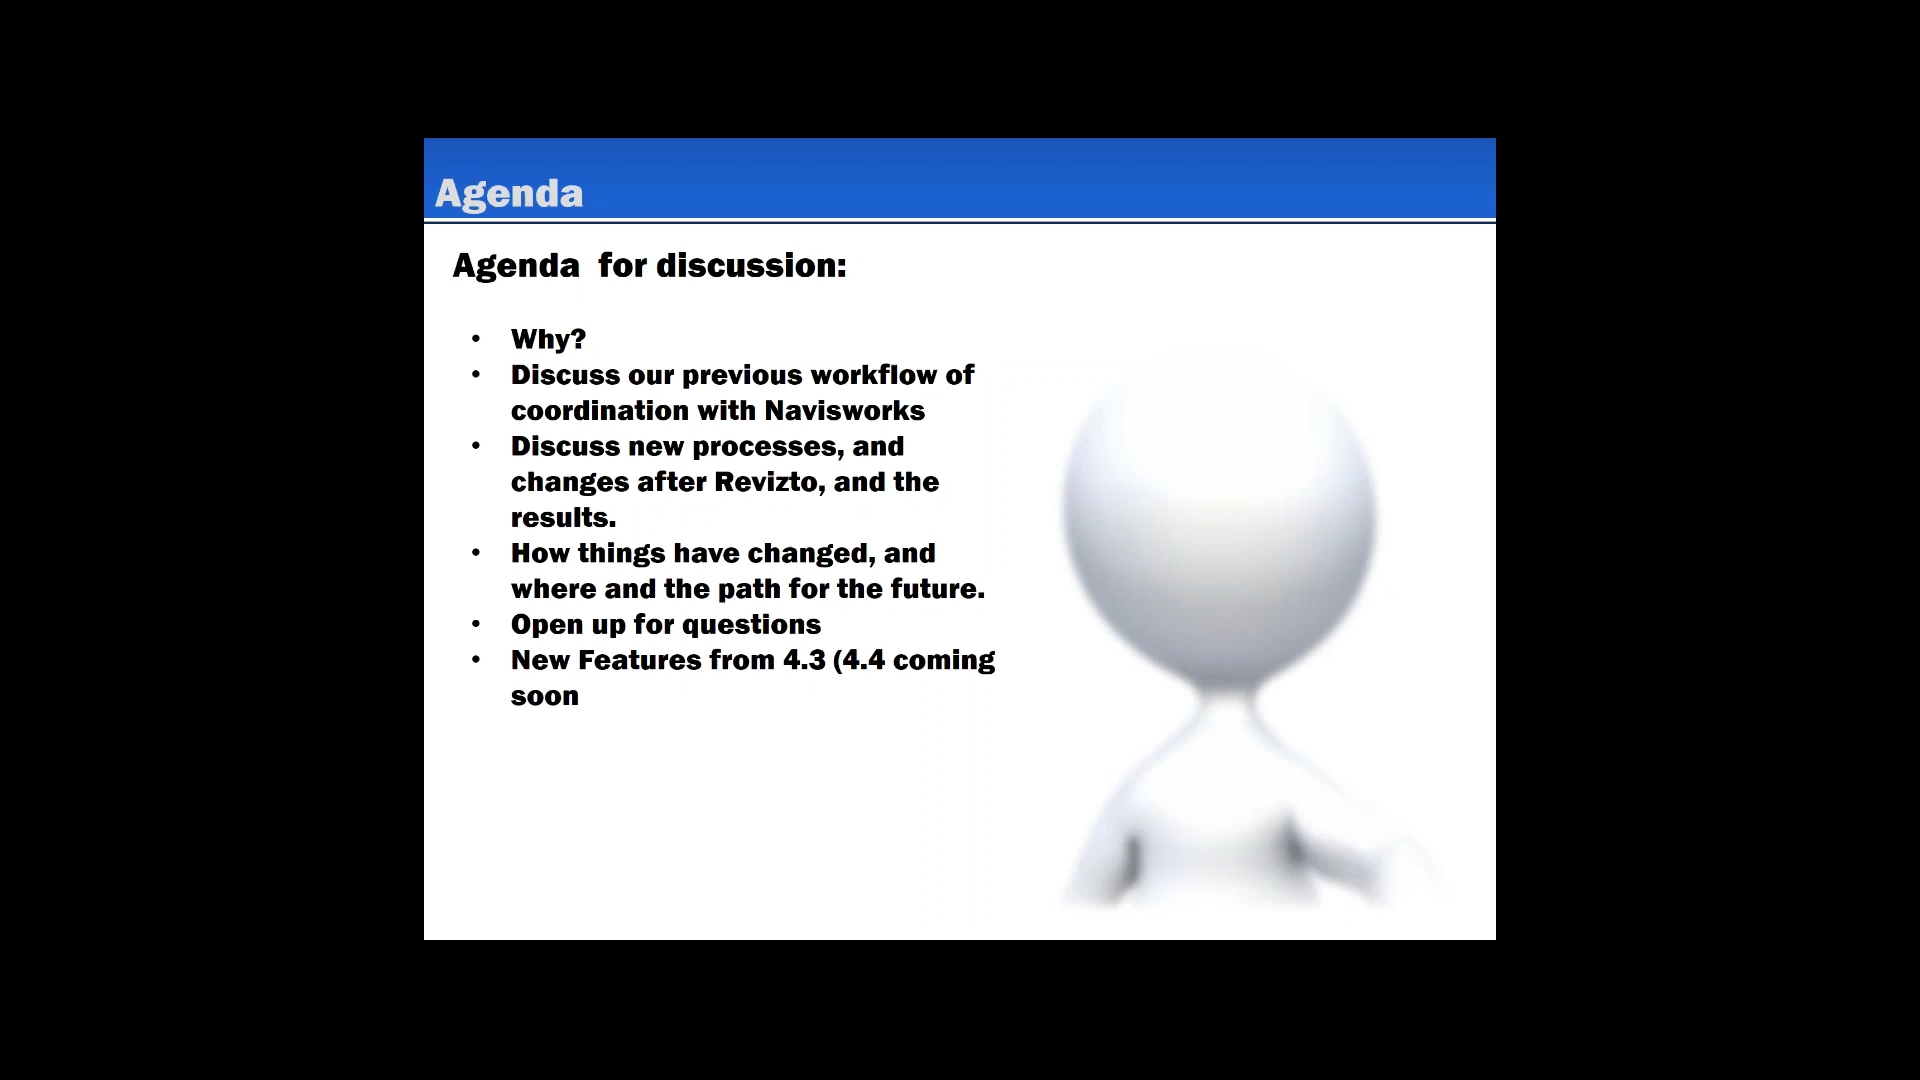 Agenda
Agenda  for discussion:
• Why?
• Discuss our previous workflow of
coordination with Navisworks
• Discuss new processes, and
changes after Revizto, and the
results.
• How things have changed, and
where and the path for the future.
• Open up for questions
• New Features from 4.3 (4.4 coming
soon